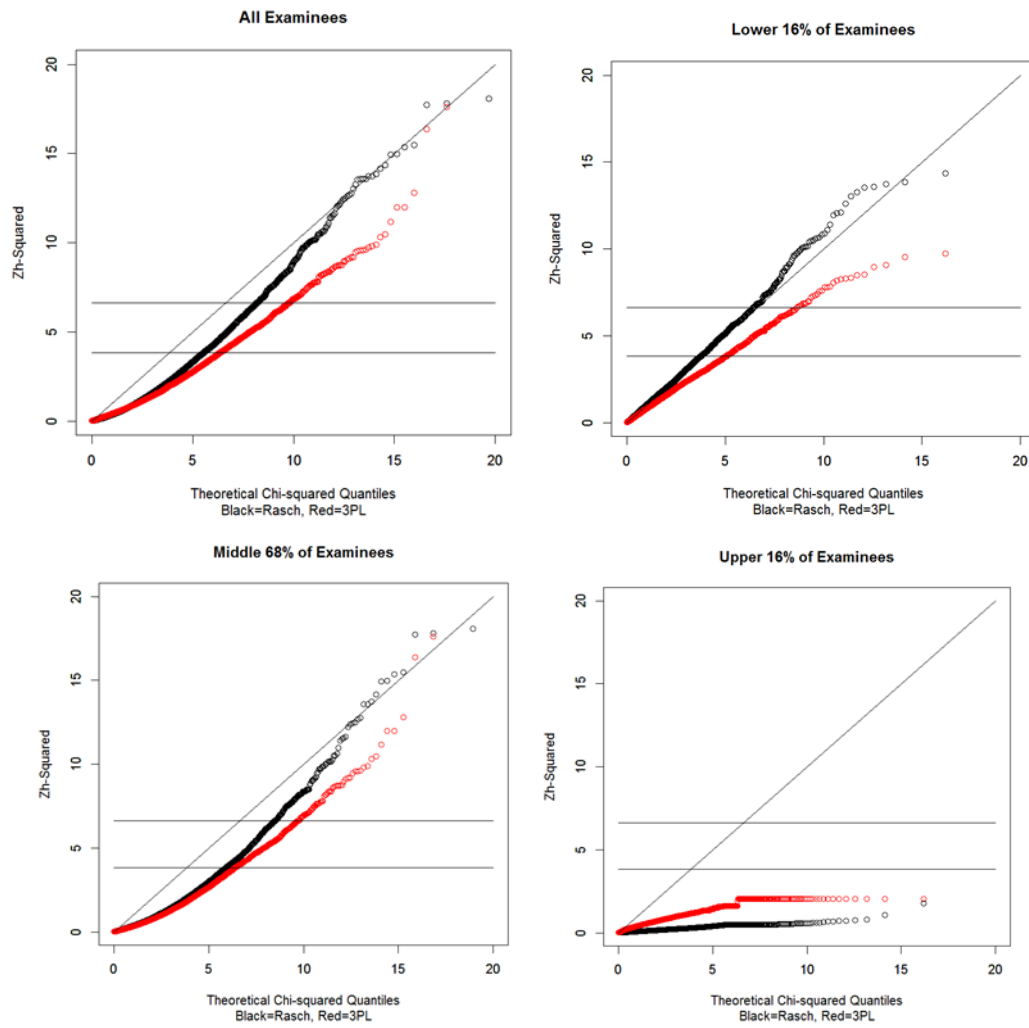 All Examinees
Zh-Squared
20
15
10
5
0
0 5 10 15 20
Theoretical Chi-squared Quantiles
Black=Rasch, Red=3PL
Lower 16% of Examinees
Zh-Squared
20
15
10
5
0
0 5 10 15 20
Theoretical Chi-squared Quantiles
Black=Rasch, Red=3PL
Middle 68% of Examinees
Zh-Squared
20
15
10
5
0
0 5 10 15 20
Theoretical Chi-squared Quantiles
Black=Rasch, Red=3PL
Upper 16% of Examinees
Zh-Squared
20
15
10
5
0
0 5 10 15 20
Theoretical Chi-squared Quantiles
Black=Rasch, Red=3PL